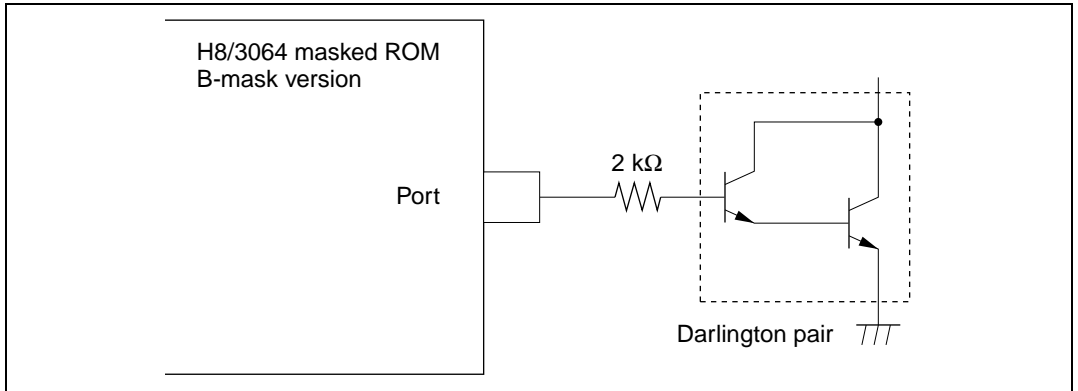 H8/3064 masked ROM
B-mask version
2 kΩ
Port
Darlington pair